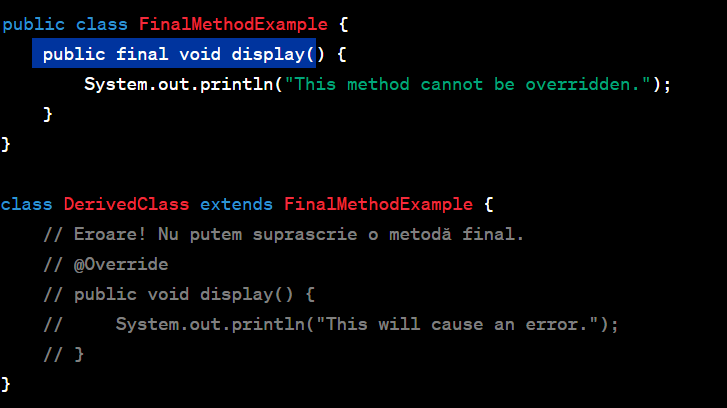 public class FinalMethodExample {
    public final void display() {
        System.out.println("This method cannot be overridden.");
    }
}

class DerivedClass extends FinalMethodExample {
    // Eroare! Nu putem suprascrie o metodă final.
    // @Override
    // public void display() {
    //     System.out.println("This will cause an error.");
    // }
}